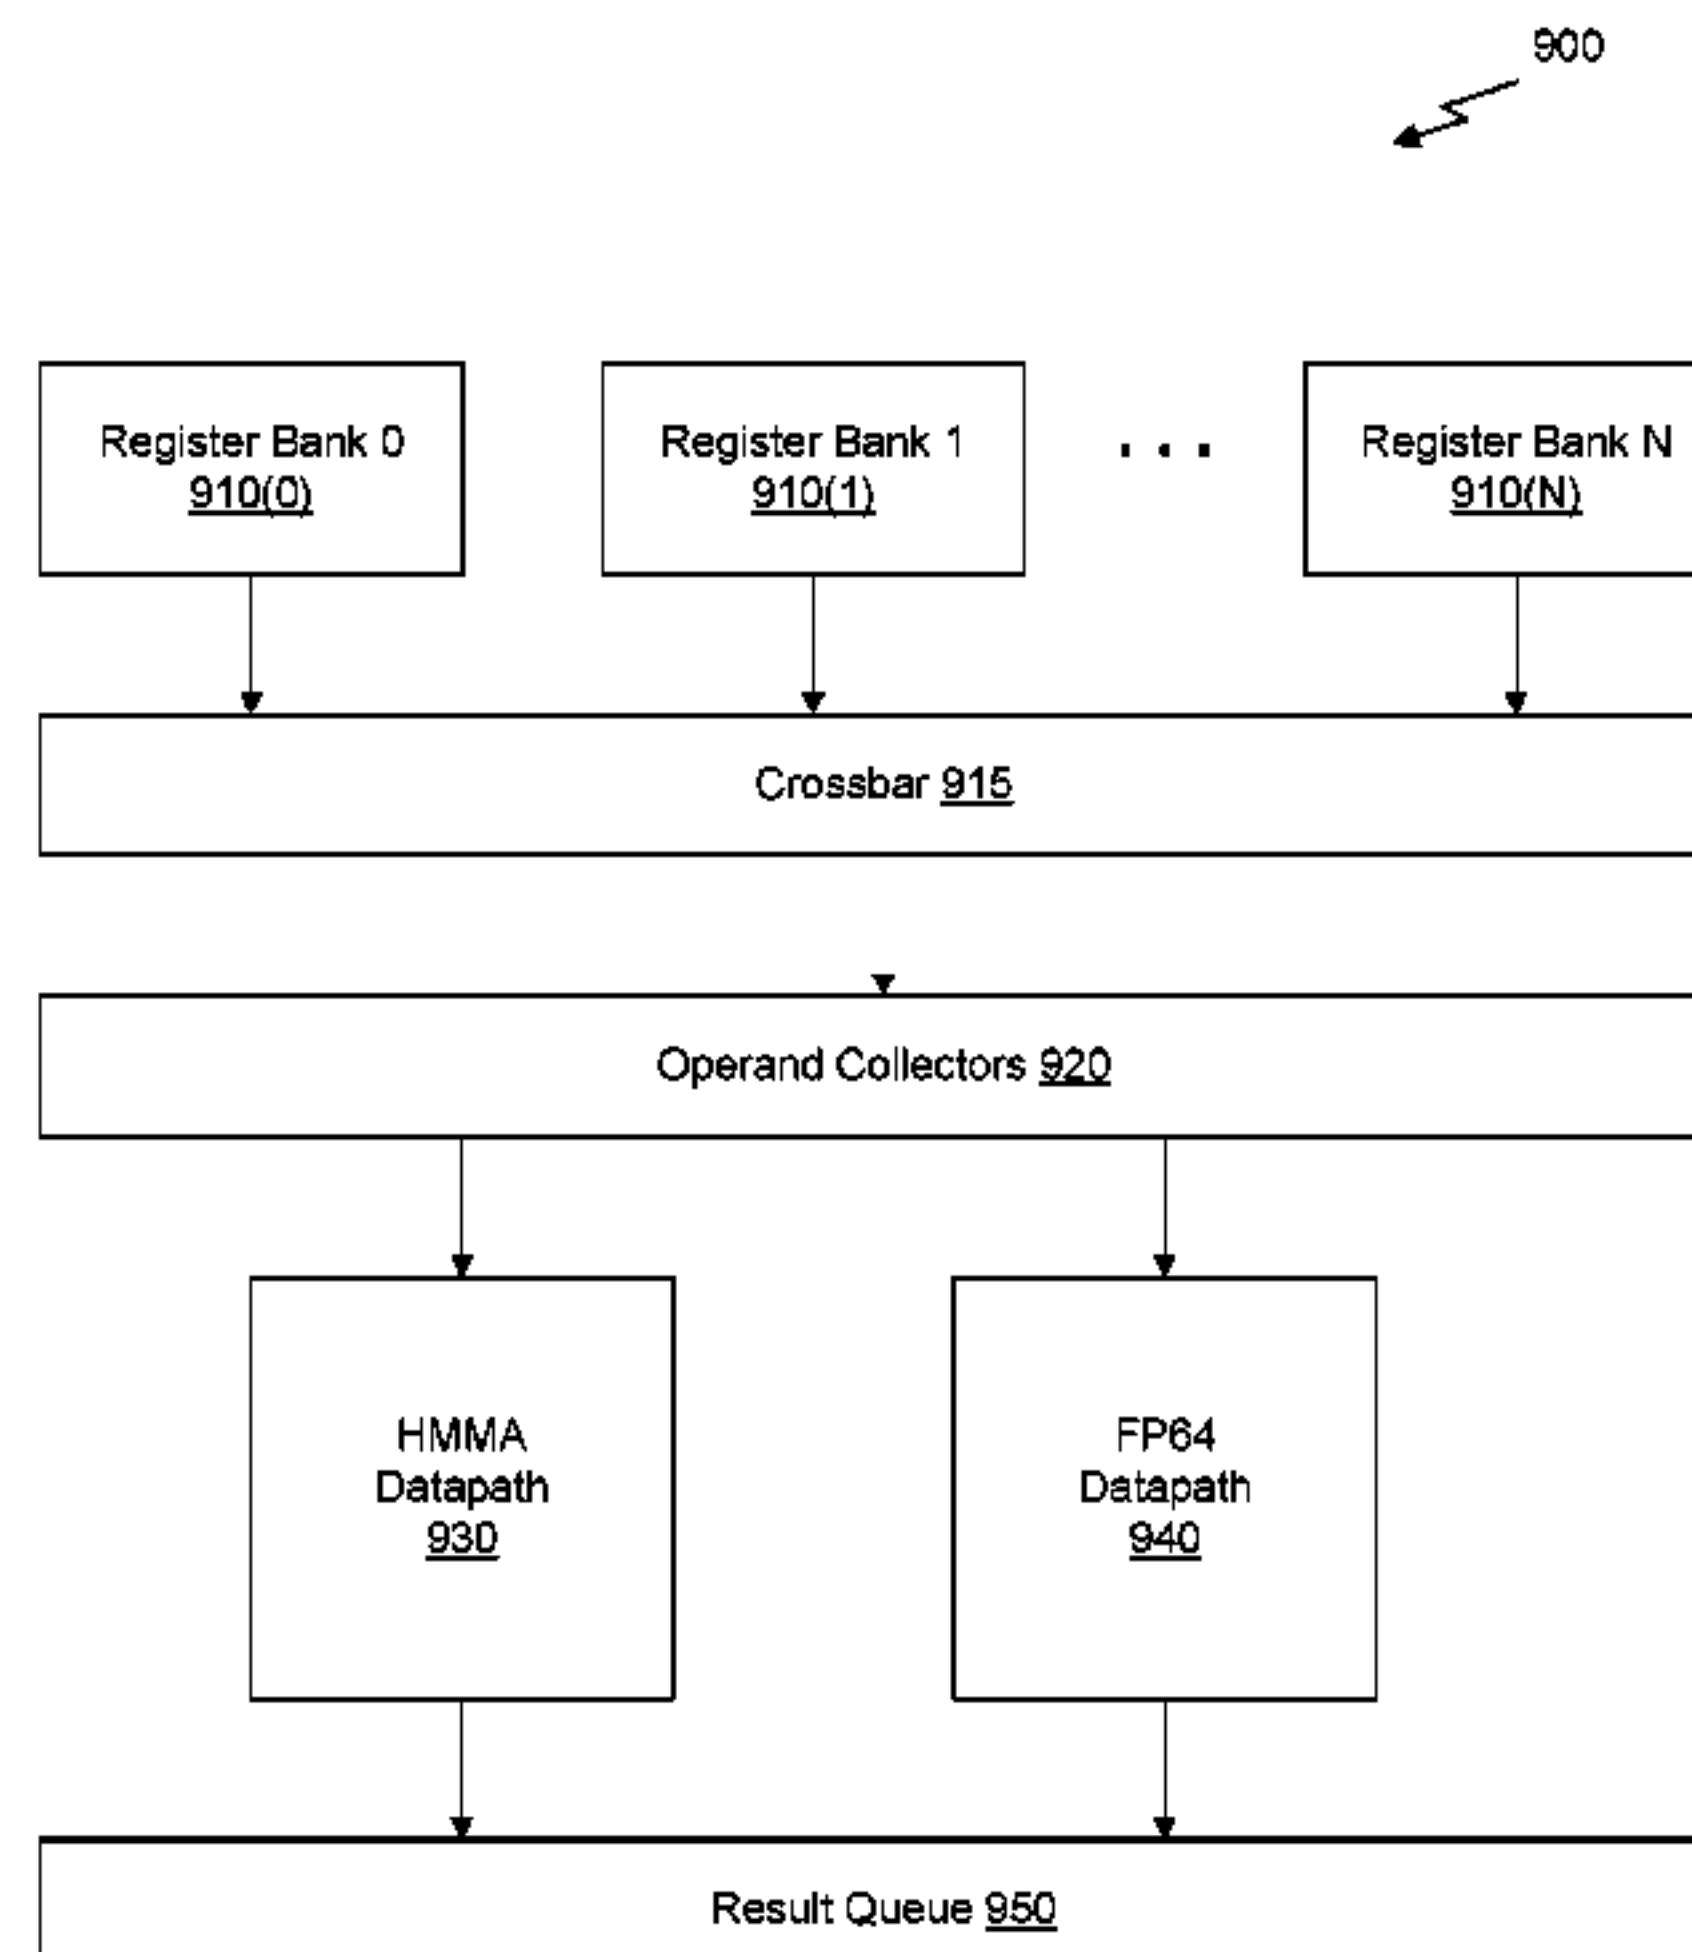 900
Register Bank 0
910(0)
Register Bank 1
910(1)
. . .
Register Bank N
910(N)
Crossbar 915
Operand Collectors 920
HMMA
Datapath
930
FP64
Datapath
940
Result Queue 950